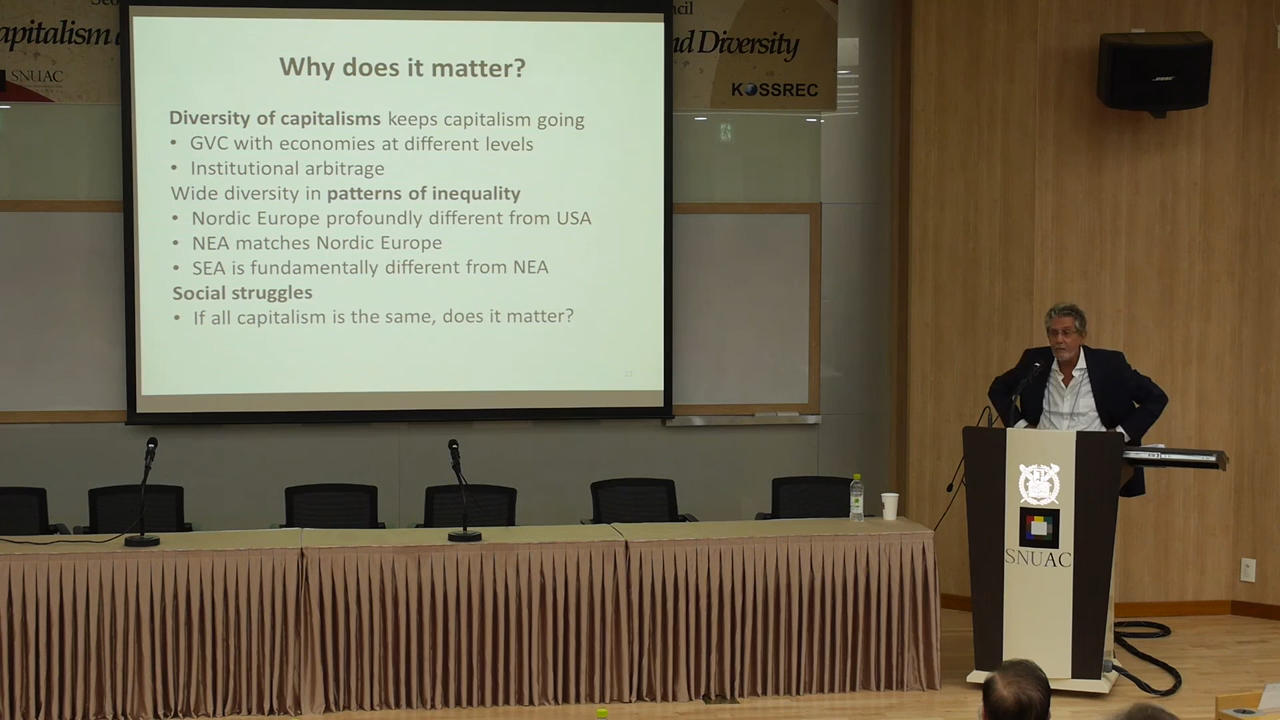 Capitalism
nd Diversity
SNUAC
KOSSREC
BOSE
Why does it matter?
Diversity of capitalisms keeps capitalism going
• GVC with economies at different levels
• Institutional arbitrage
Wide diversity in patterns of inequality
• Nordic Europe profoundly different from USA
• NEA matches Nordic Europe
• SEA is fundamentally different from NEA
Social struggles
• If all capitalism is the same, does it matter?
23
SNUAC